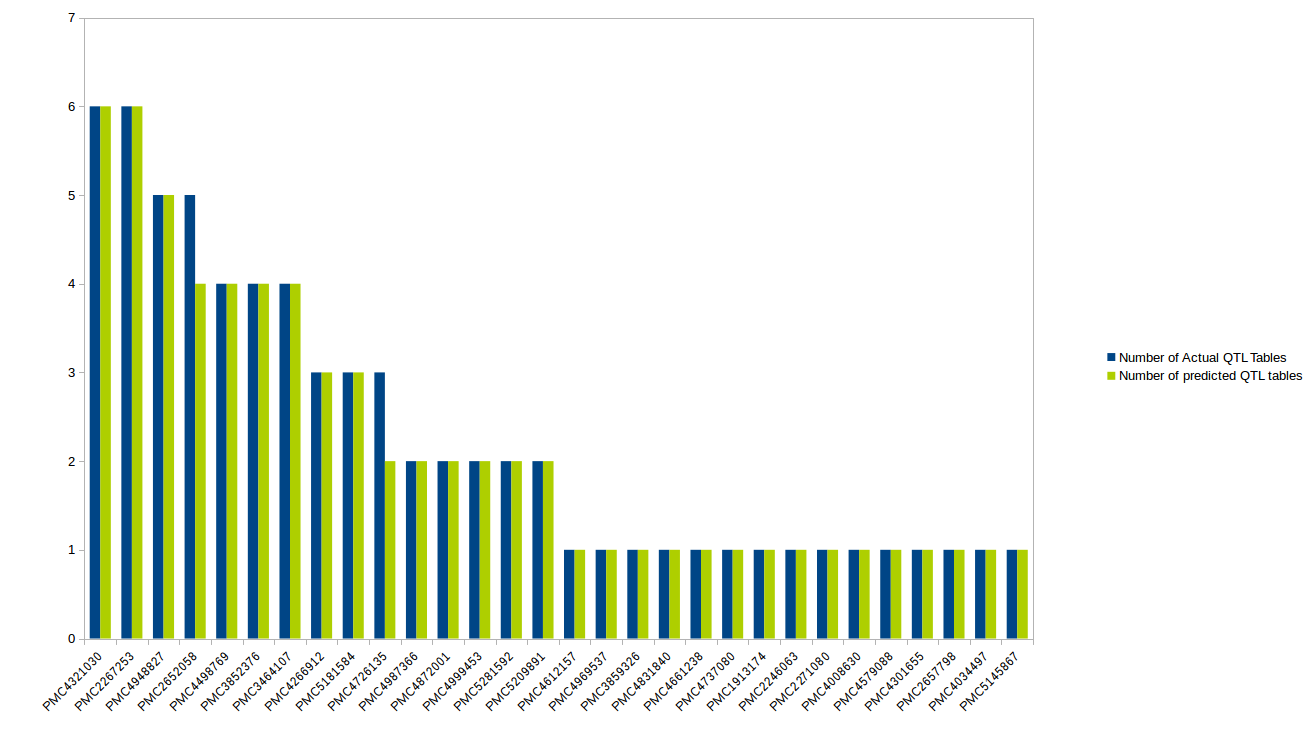 7
6
5
4
3
2
1
0
Number of Actual QTL Tables
Number of predicted QTL tables
PMC4321030
PMC2267253
PMC4948827
PMC2652058
PMC4498769
PMC3852376
PMC3464107
PMC4266912
PMC5181584
PMC4726135
PMC4987366
PMC4872001
PMC4999453
PMC5281592
PMC5209891
PMC4612157
PMC4969537
PMC3859326
PMC4831840
PMC4661238
PMC4737080
PMC1913174
PMC2246063
PMC2271080
PMC4008630
PMC4579088
PMC4301655
PMC2657798
PMC4034497
PMC5145867